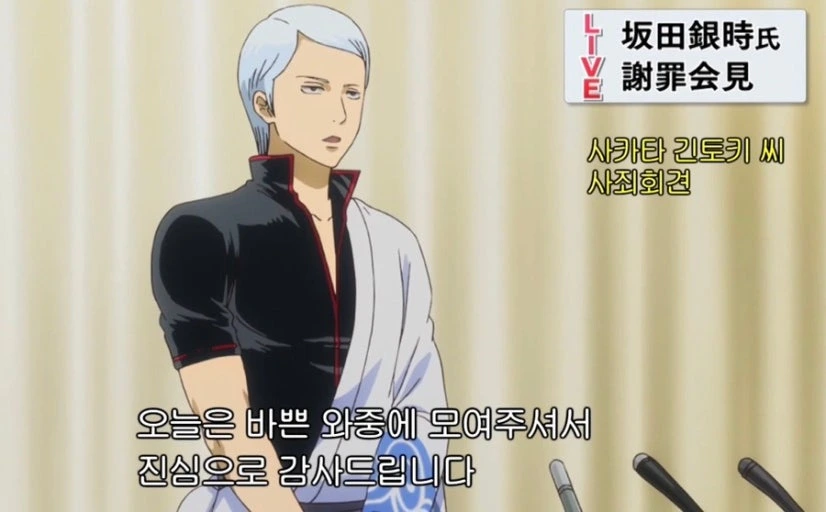 LIVE
坂田銀時氏
謝罪会見
사카타 긴토키 씨
사죄회견
오늘은 바쁜 와중에 모여주셔서
진심으로 감사드립니다